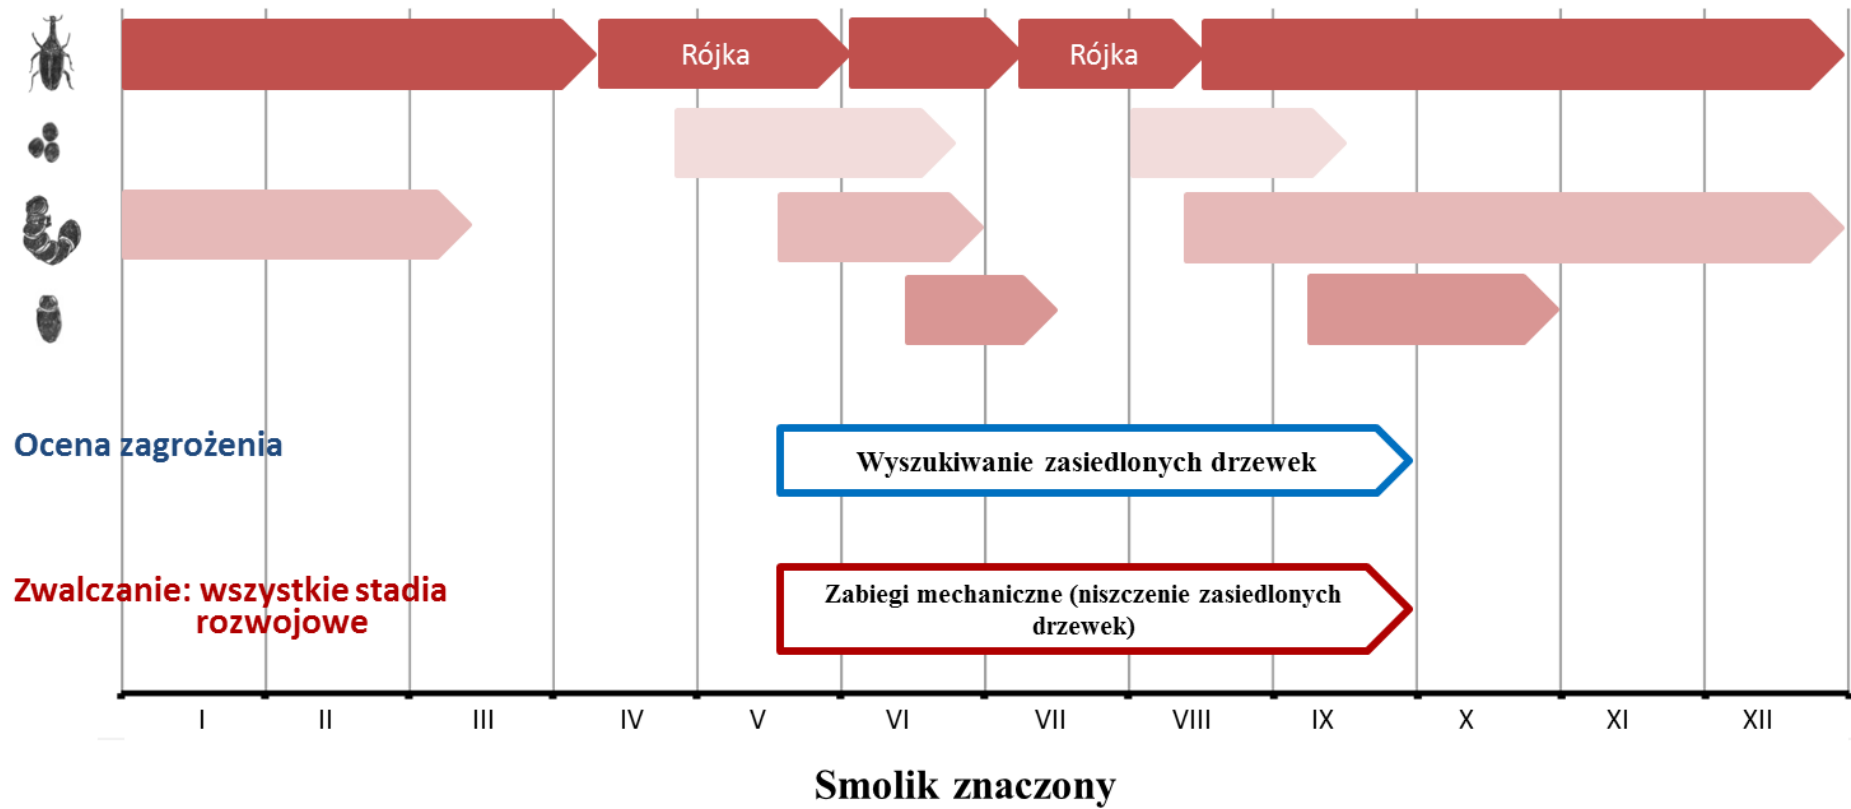 Rójka
Rójka
Ocena zagrożenia
Wyszukiwanie zasiedlonych drzewek
Zwalczanie: wszystkie stadia
rozwojowe
Zabiegi mechaniczne (niszczenie zasiedlonych
drzewek)
I II III IV V VI VII VIII IX X XI XII
Smolik znaczony